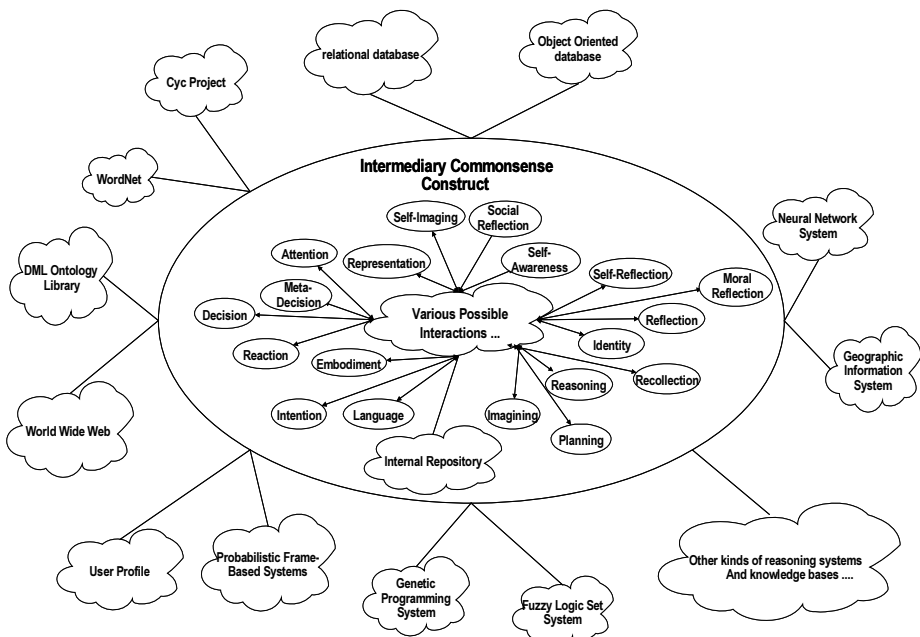 relational database
Object Oriented
database
Cyc Project
WordNet
DML Ontology
Library
World Wide Web
Intermediary Commonsense
Construct
Self-Imaging
Social
Reflection
Attention
Representation
Self-
Awareness
Self-Reflection
Moral
Reflection
Meta-
Decision
Decision
Various Possible
Interactions ...
Reflection
Reaction
Identity
Embodiment
Reasoning
Recollection
Intention
Language
Imagining
Planning
Internal Repository
Neural Network
System
Geographic
Information
System
User Profile
Probabilistic Frame-
Based Systems
Genetic
Programming
System
Fuzzy Logic Set
System
Other kinds of reasoning systems
And knowledge bases ....